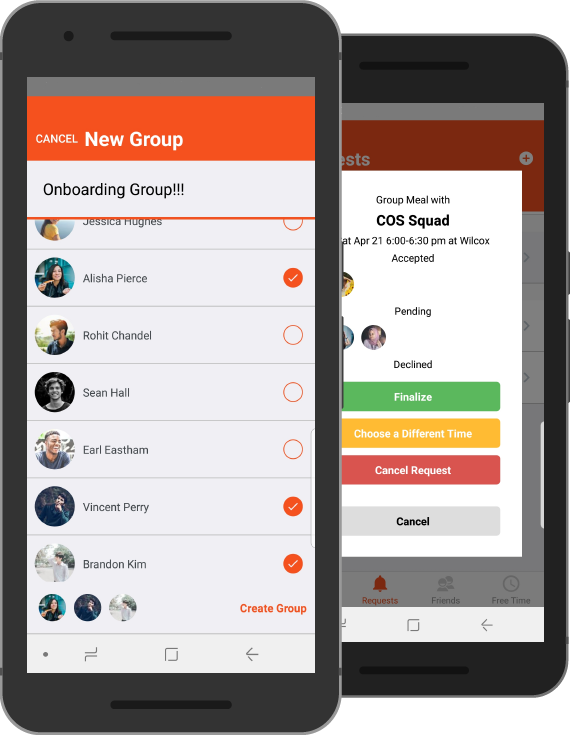 CANCEL New Group
Onboarding Group!!!
Jessica Hughes
Alisha Pierce
Rohit Chandel
Sean Hall
Earl Eastham
Vincent Perry
Brandon Kim
Create Group
ests
Group Meal with
COS Squad
at Apr 21 6:00-6:30 pm at Wilcox
Accepted
Pending
Declined
Finalize
Choose a Different Time
Cancel Request
Cancel
Requests Friends Free Time